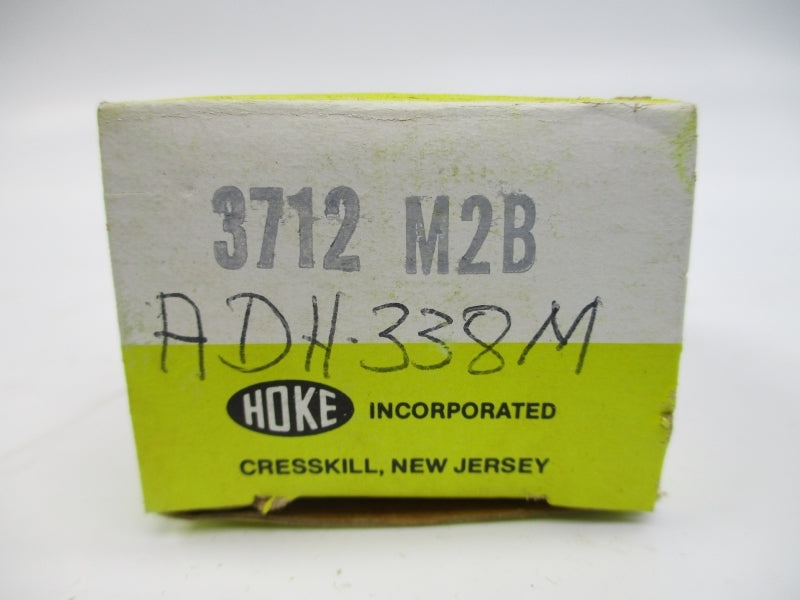 3712 M2B
ADH-338M
HOKE INCORPORATED
CRESSKILL, NEW JERSEY